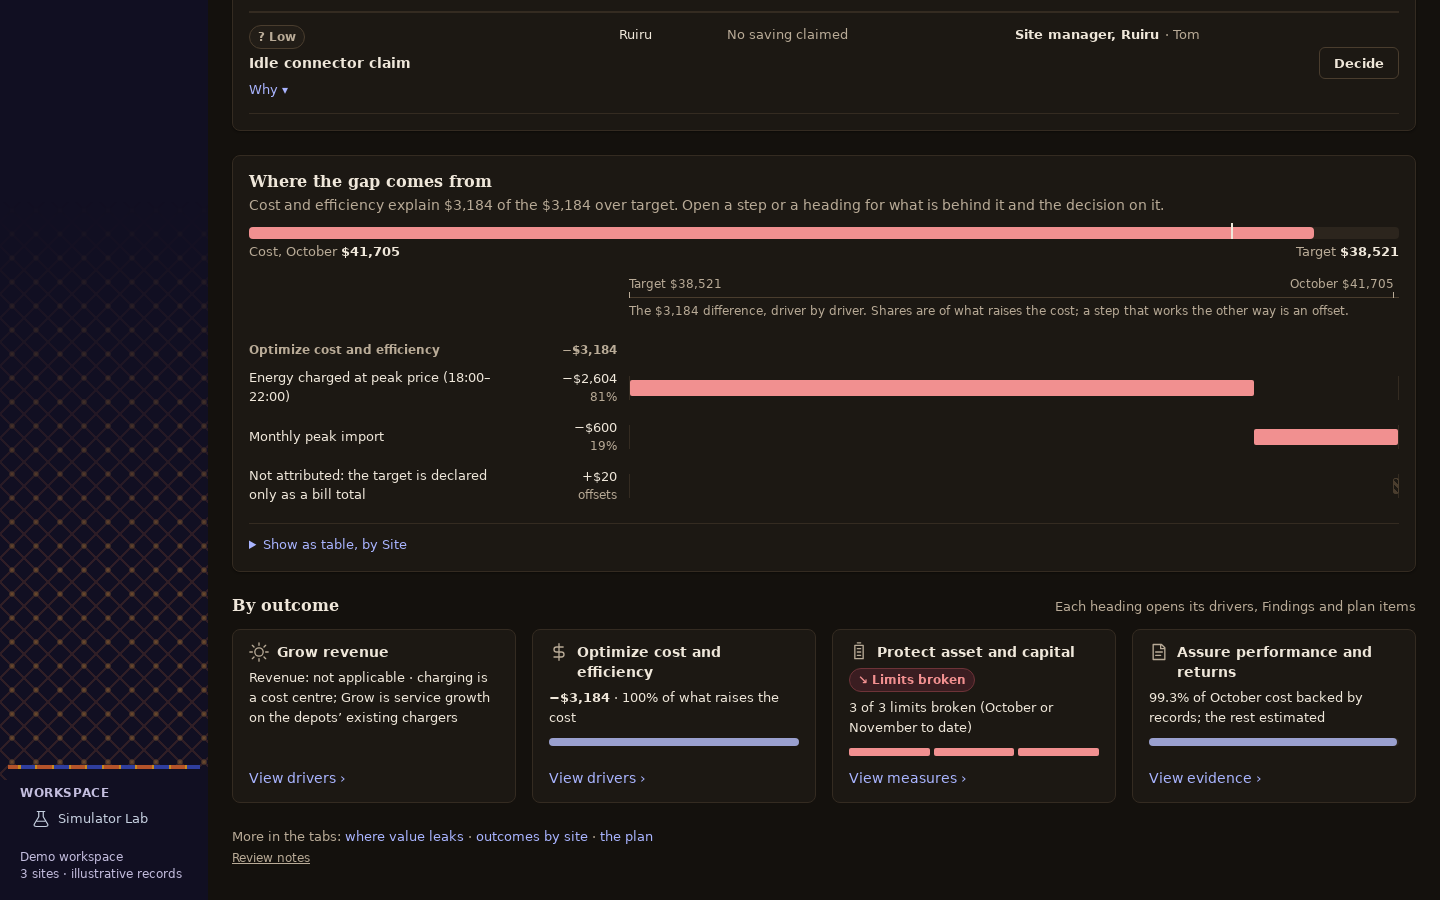 ? Low
Ruiru
No saving claimed
Site manager, Ruiru · Tom
Idle connector claim
Decide
Why ▾
Where the gap comes from
Cost and efficiency explain $3,184 of the $3,184 over target. Open a step or a heading for what is behind it and the decision on it.
Cost, October $41,705
Target $38,521
Target $38,521
October $41,705
The $3,184 difference, driver by driver. Shares are of what raises the cost; a step that works the other way is an offset.
Optimize cost and efficiency
−$3,184
Energy charged at peak price (18:00–
22:00)
−$2,604
81%
Monthly peak import
−$600
19%
Not attributed: the target is declared
only as a bill total
+$20
offsets
▶ Show as table, by Site
By outcome
Each heading opens its drivers, Findings and plan items
Grow revenue
Revenue: not applicable · charging is
a cost centre; Grow is service growth
on the depots’ existing chargers
View drivers ›
Optimize cost and
efficiency
−$3,184 · 100% of what raises the
cost
View drivers ›
Protect asset and capital
↘ Limits broken
3 of 3 limits broken (October or
November to date)
View measures ›
Assure performance and
returns
99.3% of October cost backed by
records; the rest estimated
View evidence ›
More in the tabs: where value leaks · outcomes by site · the plan
Review notes
WORKSPACE
Simulator Lab
Demo workspace
3 sites · illustrative records